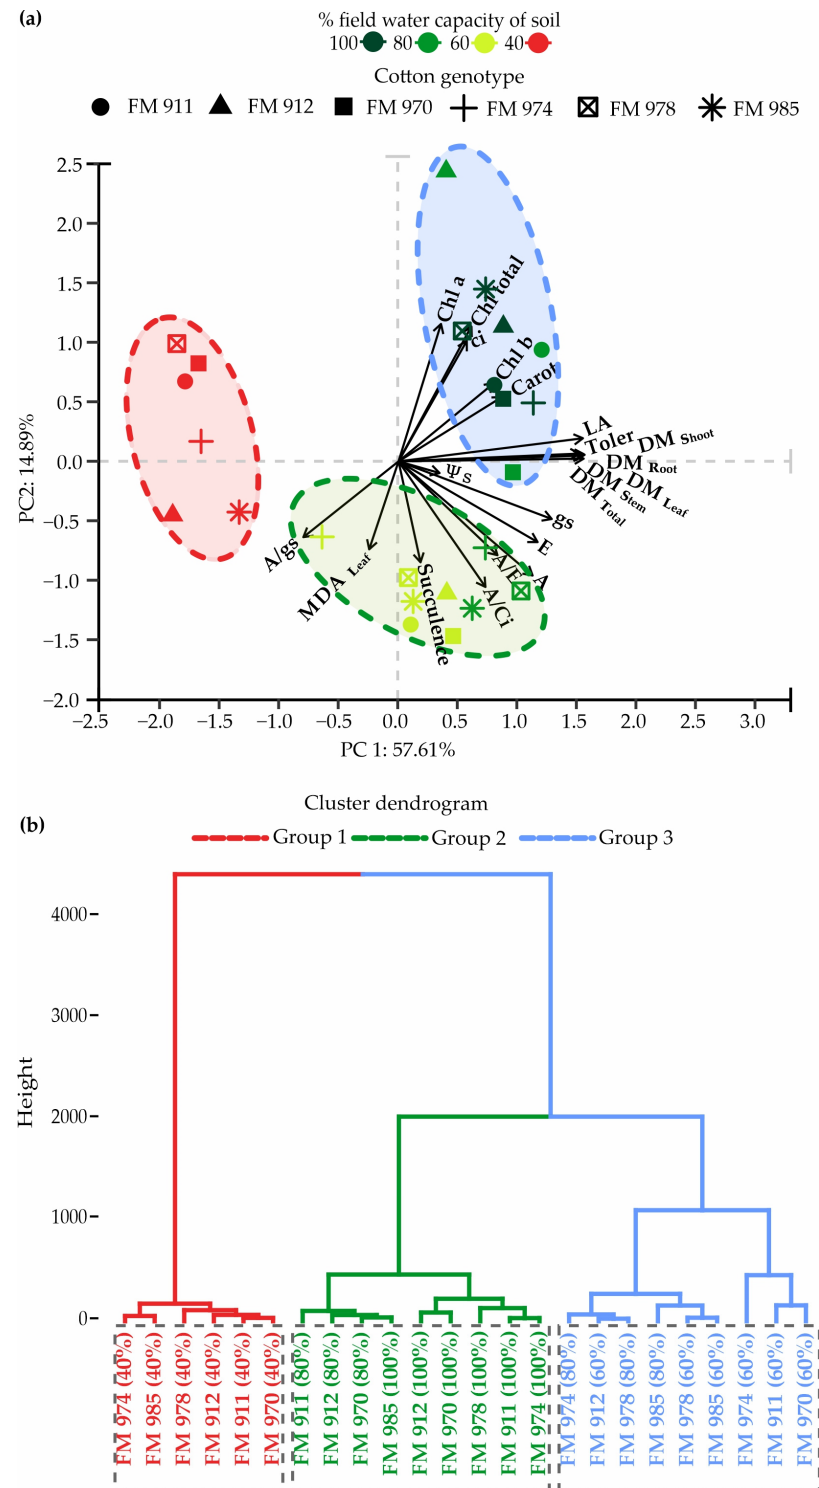 (a)
% field water capacity of soil
100 80 60 40
Cotton genotype
FM 911 FM 912 FM 970 FM 974 FM 978 FM 985
2.5
2.0
1.5
1.0
0.5
0.0
−0.5
−1.0
−1.5
−2.0
PC2: 14.89%
Chl a
Chl total
ci
Chl b
Carot
LA
Toler
DM Shoot
DM Root
DM Leaf
DM Stem
DM Total
Ψ S
gs
E
A
A/E
A/Ci
Succulence
MDA Leaf
A/gs
−2.5 −2.0 −1.5 −1.0 −0.5 0.0 0.5 1.0 1.5 2.0 2.5 3.0
PC 1: 57.61%
Cluster dendrogram
(b)
Group 1 Group 2 Group 3
Height
4000
3000
2000
1000
0
FM 974 (40%)
FM 985 (40%)
FM 978 (40%)
FM 912 (40%)
FM 911 (40%)
FM 970 (40%)
FM 911 (80%)
FM 912 (80%)
FM 970 (80%)
FM 985 (100%)
FM 912 (100%)
FM 970 (100%)
FM 978 (100%)
FM 911 (100%)
FM 974 (100%)
FM 974 (80%)
FM 912 (60%)
FM 978 (80%)
FM 985 (80%)
FM 978 (60%)
FM 985 (60%)
FM 974 (60%)
FM 911 (60%)
FM 970 (60%)